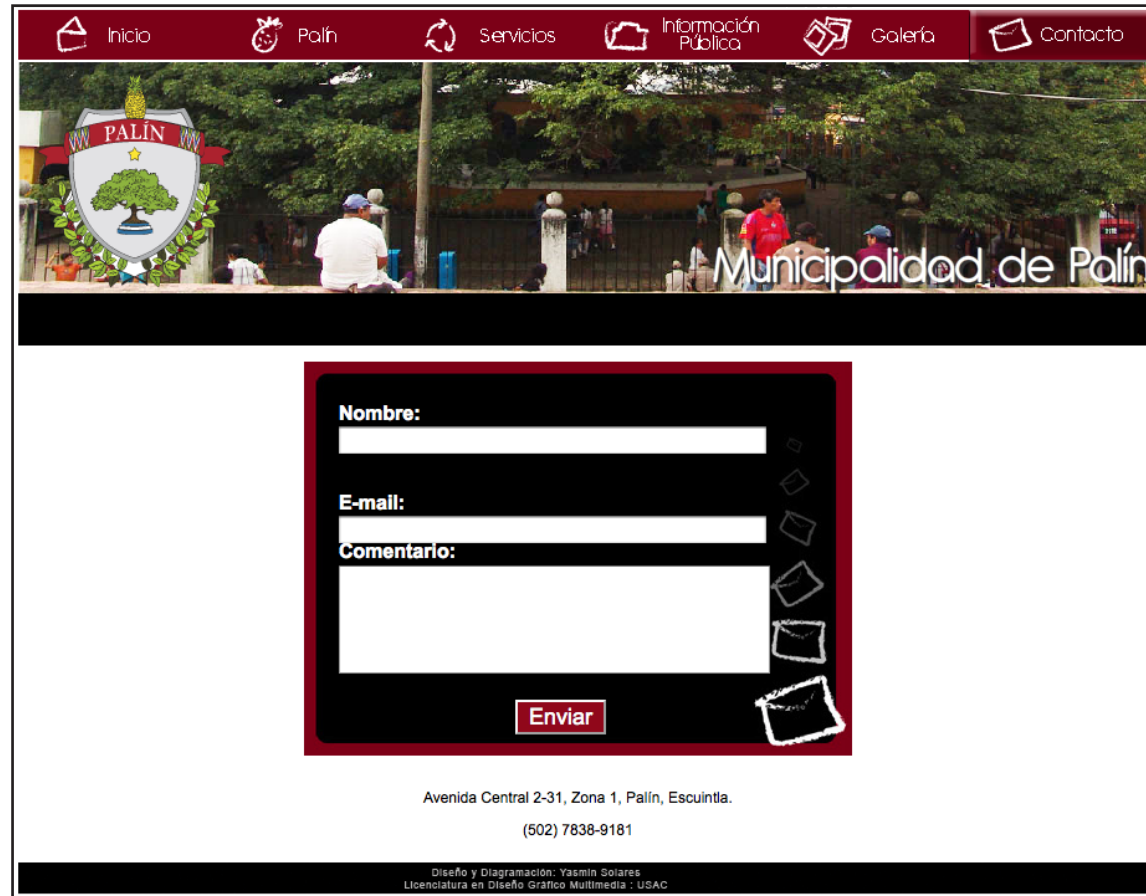 Inicio
Palín
Servicios
Información
Pública
Galería
Contacto
PALÍN
Municipalidad de Palín
Nombre:
E-mail:
Comentario:
Enviar
Avenida Central 2-31, Zona 1, Palín, Escuintla.
(502) 7838-9181
Diseño y Diagramación: Yasmin Solares
Licenciatura en Diseño Gráfico Multimedia : USAC